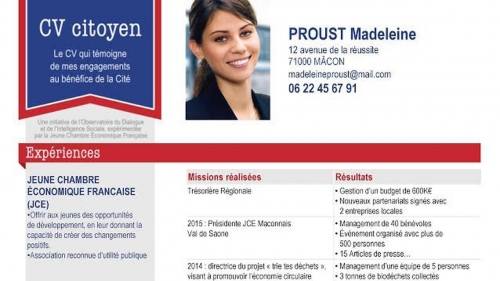 CV citoyen
Le CV qui témoigne
de mes engagements
au bénéfice de la Cité
Une initiative de l'Observatoire du Dialogue
et de l'Intelligence Sociale, expérimentée
par la Jeune Chambre Économique Française
PROUST Madeleine
12 avenue de la réussite
71000 MÂCON
madeleineproust@mail.com
06 22 45 67 91
Expériences
JEUNE CHAMBRE
ÉCONOMIQUE FRANCAISE
(JCE)
•Offrir aux jeunes des opportunités
de développement, en leur donnant la
capacité de créer des changements
positifs.
•Association reconnue d'utilité publique
Missions réalisées
Résultats
Trésorière Régionale
• Gestion d'un budget de 600K€
• Nouveaux partenariats signés avec
2 entreprises locales
2015 : Présidente JCE Maconnais
Val de Saone
• Management de 40 bénévoles
• Événement organisé avec plus de
500 personnes
• 15 Articles de presse…
2014 : directrice du projet « trie tes déchets »,
visant à promouvoir l'économie circulaire
• Management d'une équipe de 5 personnes
• 3 tonnes de biodéchets collectés